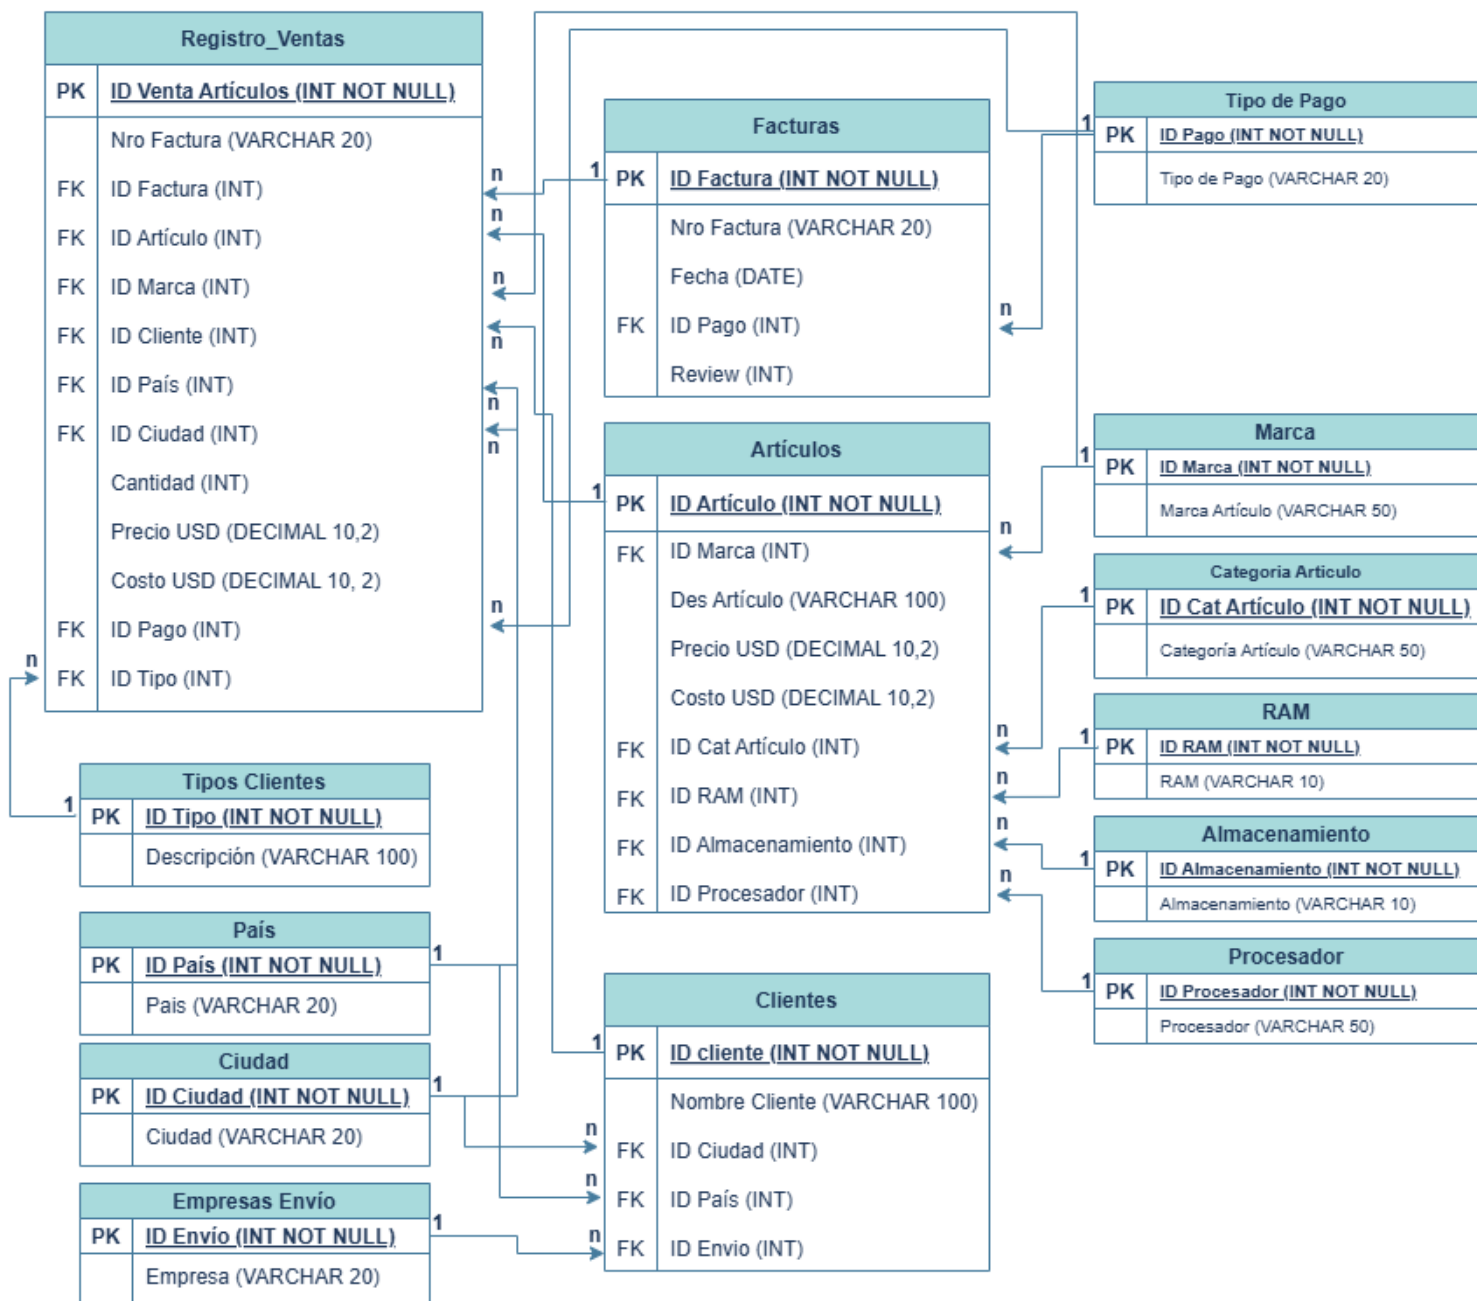 Registro_Ventas
PK ID Venta Artículos (INT NOT NULL)
Nro Factura (VARCHAR 20)
FK ID Factura (INT)
FK ID Artículo (INT)
FK ID Marca (INT)
FK ID Cliente (INT)
FK ID País (INT)
FK ID Ciudad (INT)
Cantidad (INT)
Precio USD (DECIMAL 10,2)
Costo USD (DECIMAL 10, 2)
FK ID Pago (INT)
FK ID Tipo (INT)
n
n
n
n
n
n
n
n
Tipos Clientes
1
PK ID Tipo (INT NOT NULL)
Descripción (VARCHAR 100)
País
PK ID País (INT NOT NULL) 1
Pais (VARCHAR 20)
Ciudad
PK ID Ciudad (INT NOT NULL) 1
Ciudad (VARCHAR 20)
Empresas Envío
PK ID Envío (INT NOT NULL) 1
Empresa (VARCHAR 20)
Facturas
1 PK ID Factura (INT NOT NULL)
Nro Factura (VARCHAR 20)
Fecha (DATE)
FK ID Pago (INT) n
Review (INT)
Artículos
1 PK ID Artículo (INT NOT NULL)
FK ID Marca (INT) n
Des Artículo (VARCHAR 100)
Precio USD (DECIMAL 10,2)
Costo USD (DECIMAL 10,2)
FK ID Cat Artículo (INT) n
FK ID RAM (INT) n
FK ID Almacenamiento (INT) n
FK ID Procesador (INT) n
Clientes
1 PK ID cliente (INT NOT NULL)
Nombre Cliente (VARCHAR 100)
n FK ID Ciudad (INT)
n FK ID País (INT)
n FK ID Envio (INT)
Tipo de Pago
1 PK ID Pago (INT NOT NULL)
Tipo de Pago (VARCHAR 20)
Marca
1 PK ID Marca (INT NOT NULL)
Marca Artículo (VARCHAR 50)
Categoria Articulo
1 PK ID Cat Artículo (INT NOT NULL)
Categoría Artículo (VARCHAR 50)
RAM
1 PK ID RAM (INT NOT NULL)
RAM (VARCHAR 10)
Almacenamiento
1 PK ID Almacenamiento (INT NOT NULL)
Almacenamiento (VARCHAR 10)
Procesador
1 PK ID Procesador (INT NOT NULL)
Procesador (VARCHAR 50)